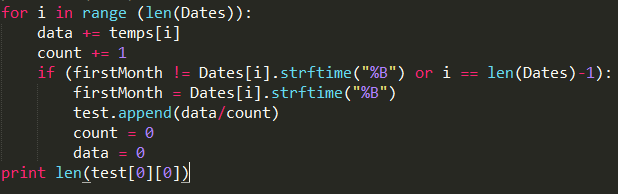 for i in range (len(Dates)):
    data += temps[i]
    count += 1
    if (firstMonth != Dates[i].strftime("%B") or i == len(Dates)-1):
        firstMonth = Dates[i].strftime("%B")
        test.append(data/count)
        count = 0
        data = 0
print len(test[0][0])